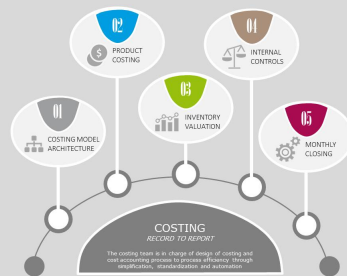 01
COSTING MODEL
ARCHITECTURE
02
PRODUCT
COSTING
03
INVENTORY
VALUATION
04
INTERNAL
CONTROLS
05
MONTHLY
CLOSING
COSTING
RECORD TO REPORT
The costing team is in charge of design of costing and
cost accounting process to process efficiency through
simplification, standardization and automation